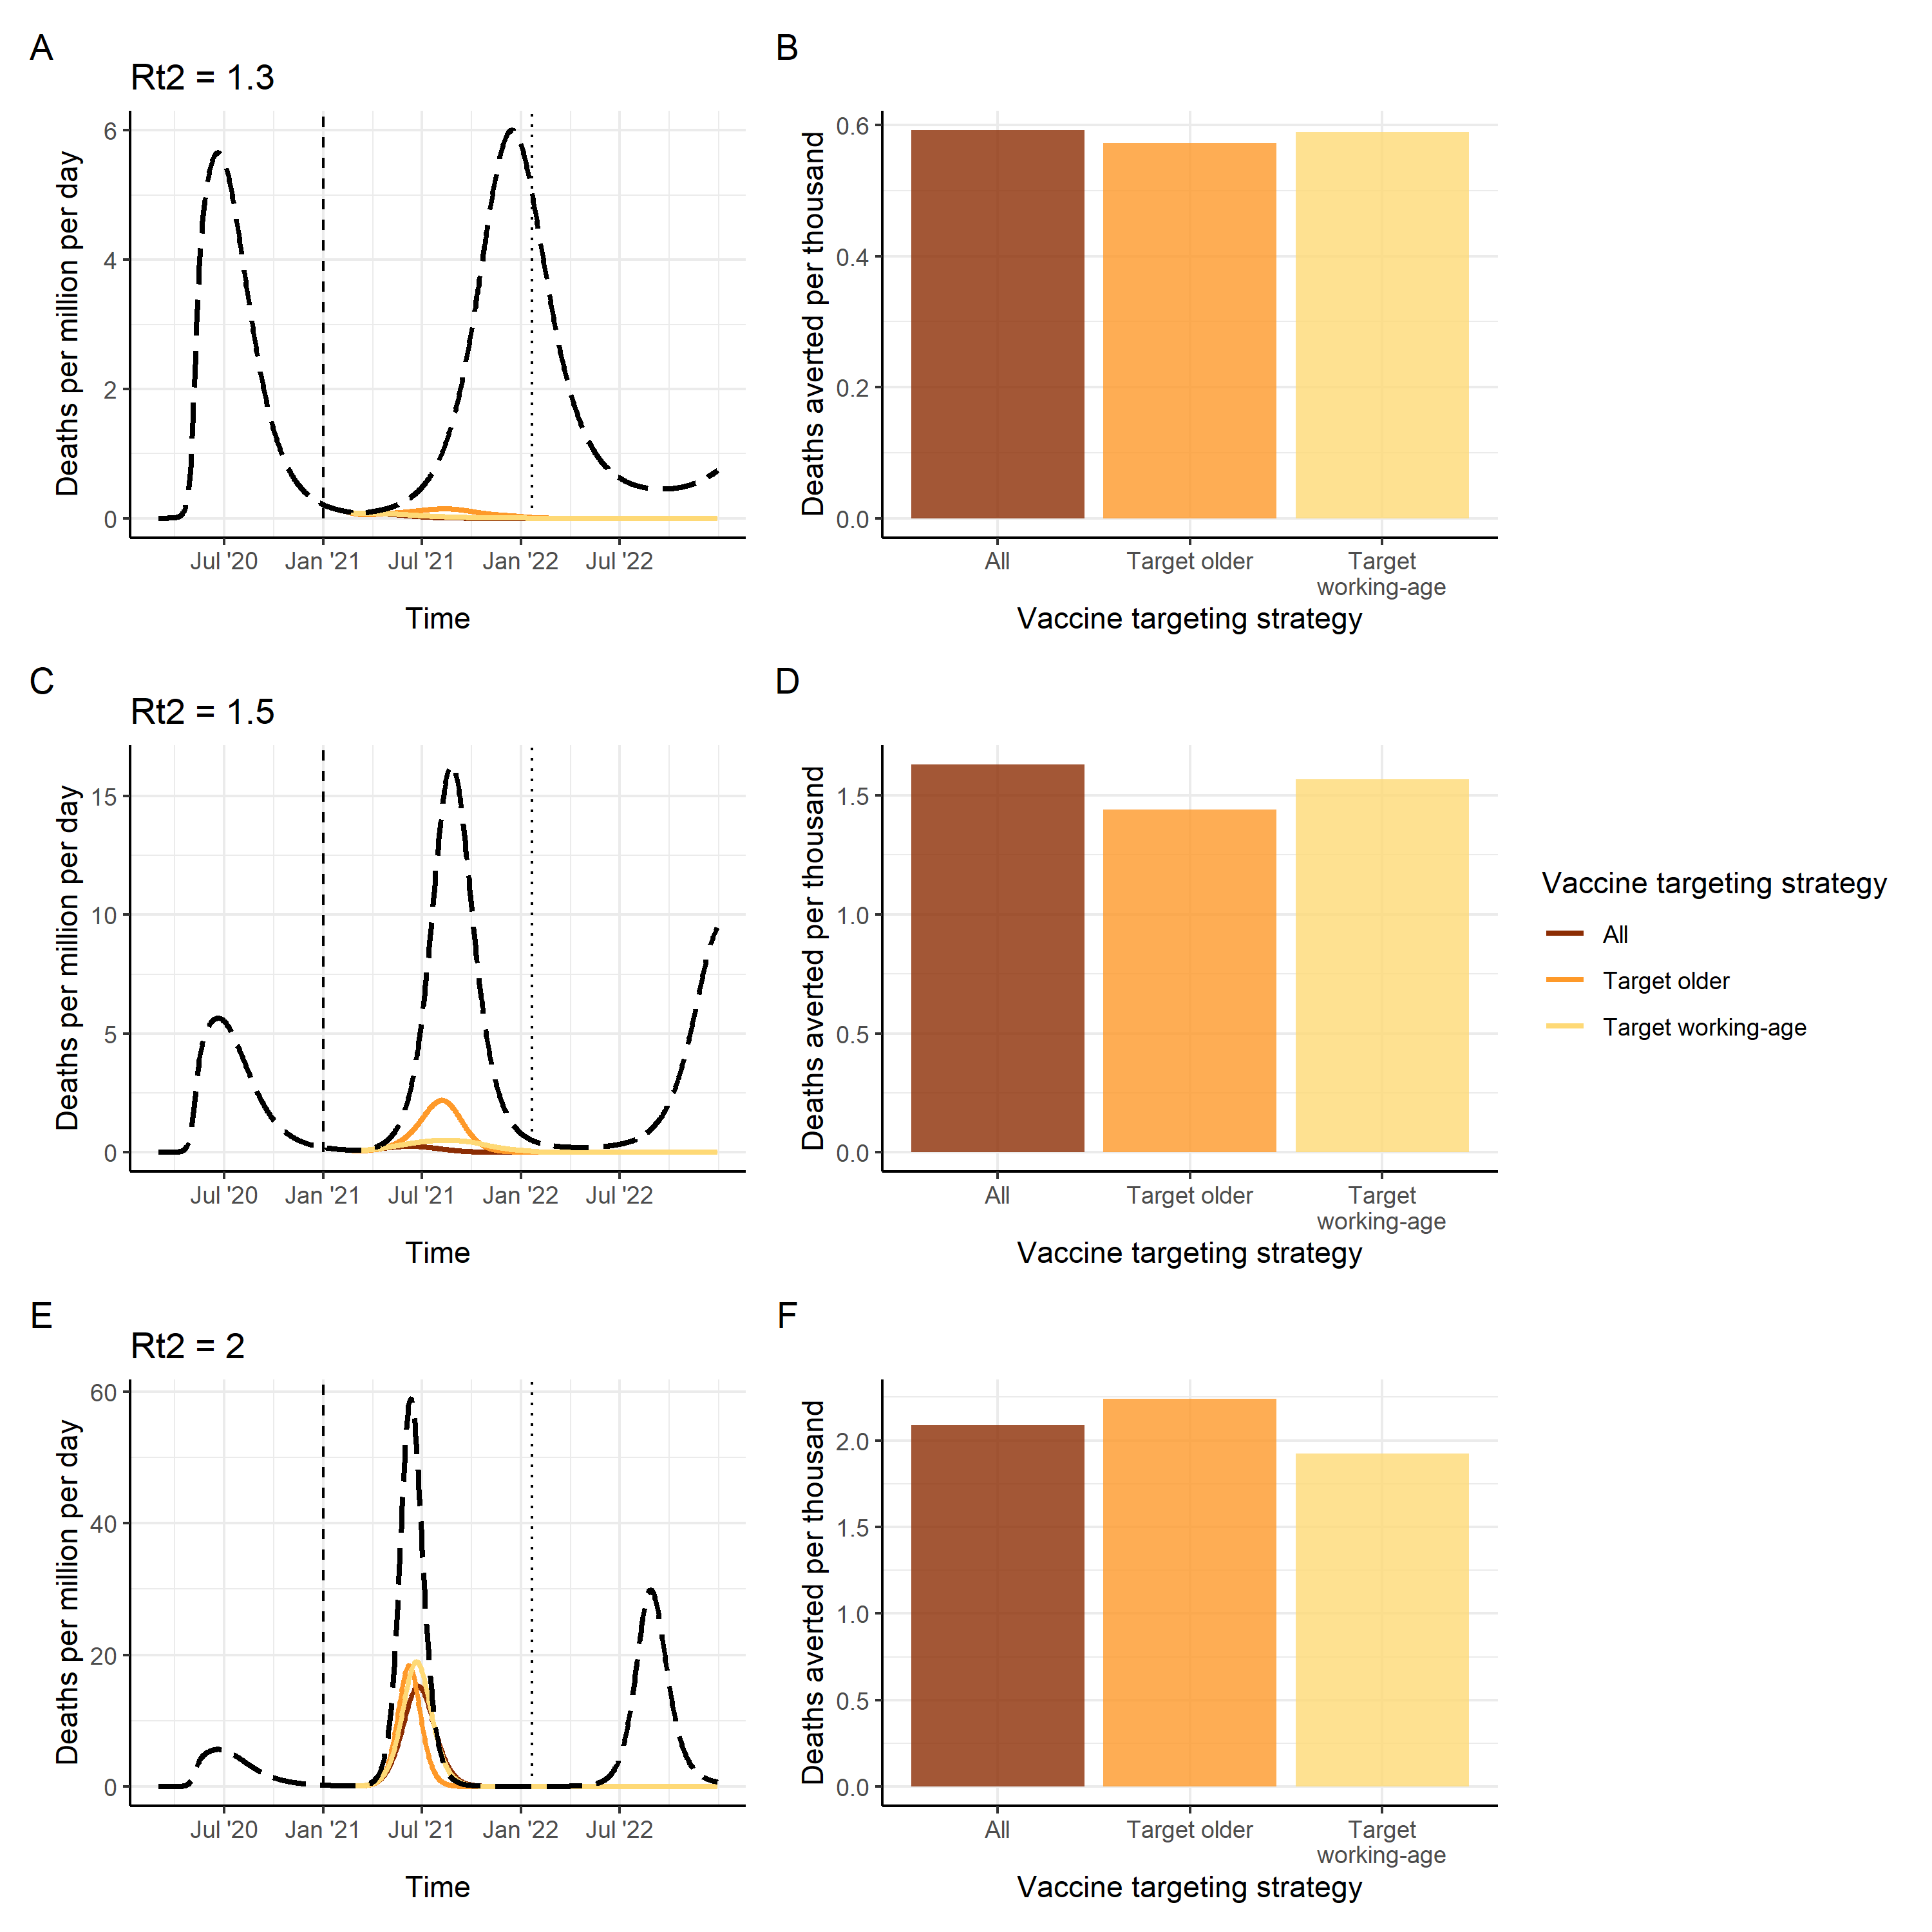 A
Rt2 = 1.3
Deaths per million per day
6
4
2
0
Jul '20
Jan '21
Jul '21
Jan '22
Jul '22
Time
B
Deaths averted per thousand
0.6
0.4
0.2
0.0
All
Target older
Target
working-age
Vaccine targeting strategy
C
Rt2 = 1.5
Deaths per million per day
15
10
5
0
Jul '20
Jan '21
Jul '21
Jan '22
Jul '22
Time
D
Deaths averted per thousand
1.5
1.0
0.5
0.0
All
Target older
Target
working-age
Vaccine targeting strategy
Vaccine targeting strategy
All
Target older
Target working-age
E
Rt2 = 2
Deaths per million per day
60
40
20
0
Jul '20
Jan '21
Jul '21
Jan '22
Jul '22
Time
F
Deaths averted per thousand
2.0
1.5
1.0
0.5
0.0
All
Target older
Target
working-age
Vaccine targeting strategy